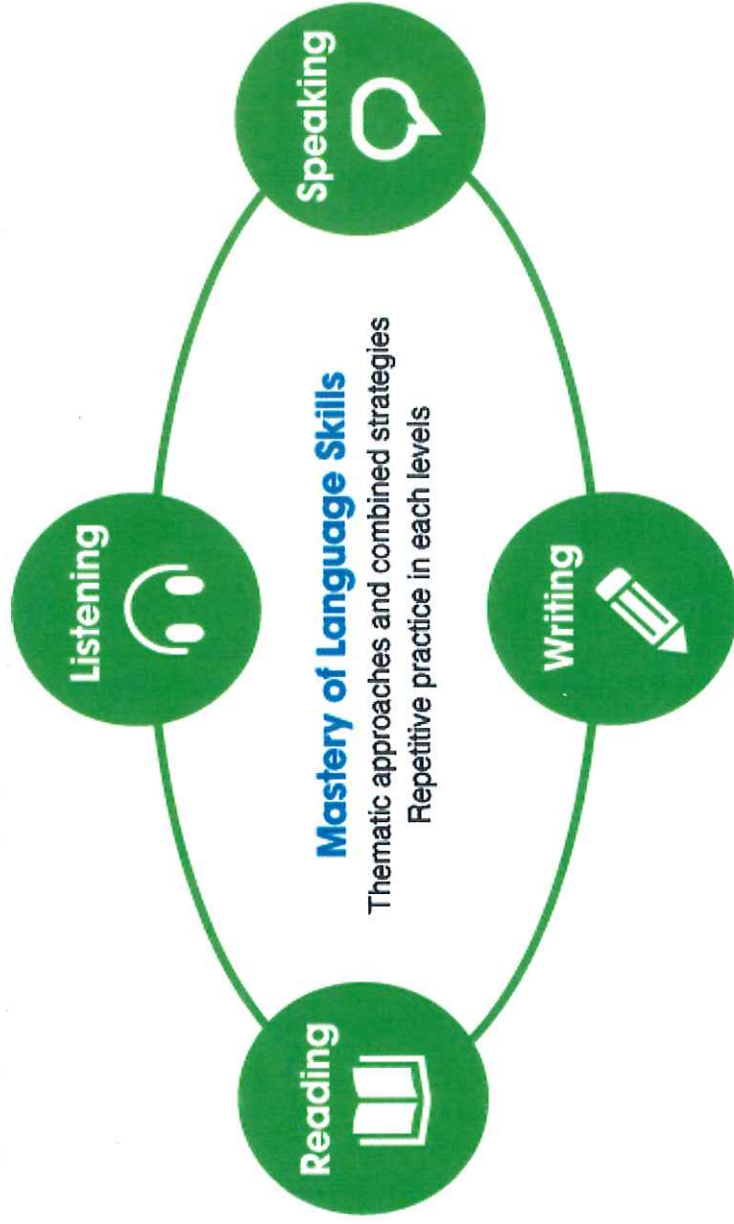 Listening
Reading
Mastery of Language Skills
Thematic approaches and combined strategies
Repetitive practice in each levels
Speaking
Writing